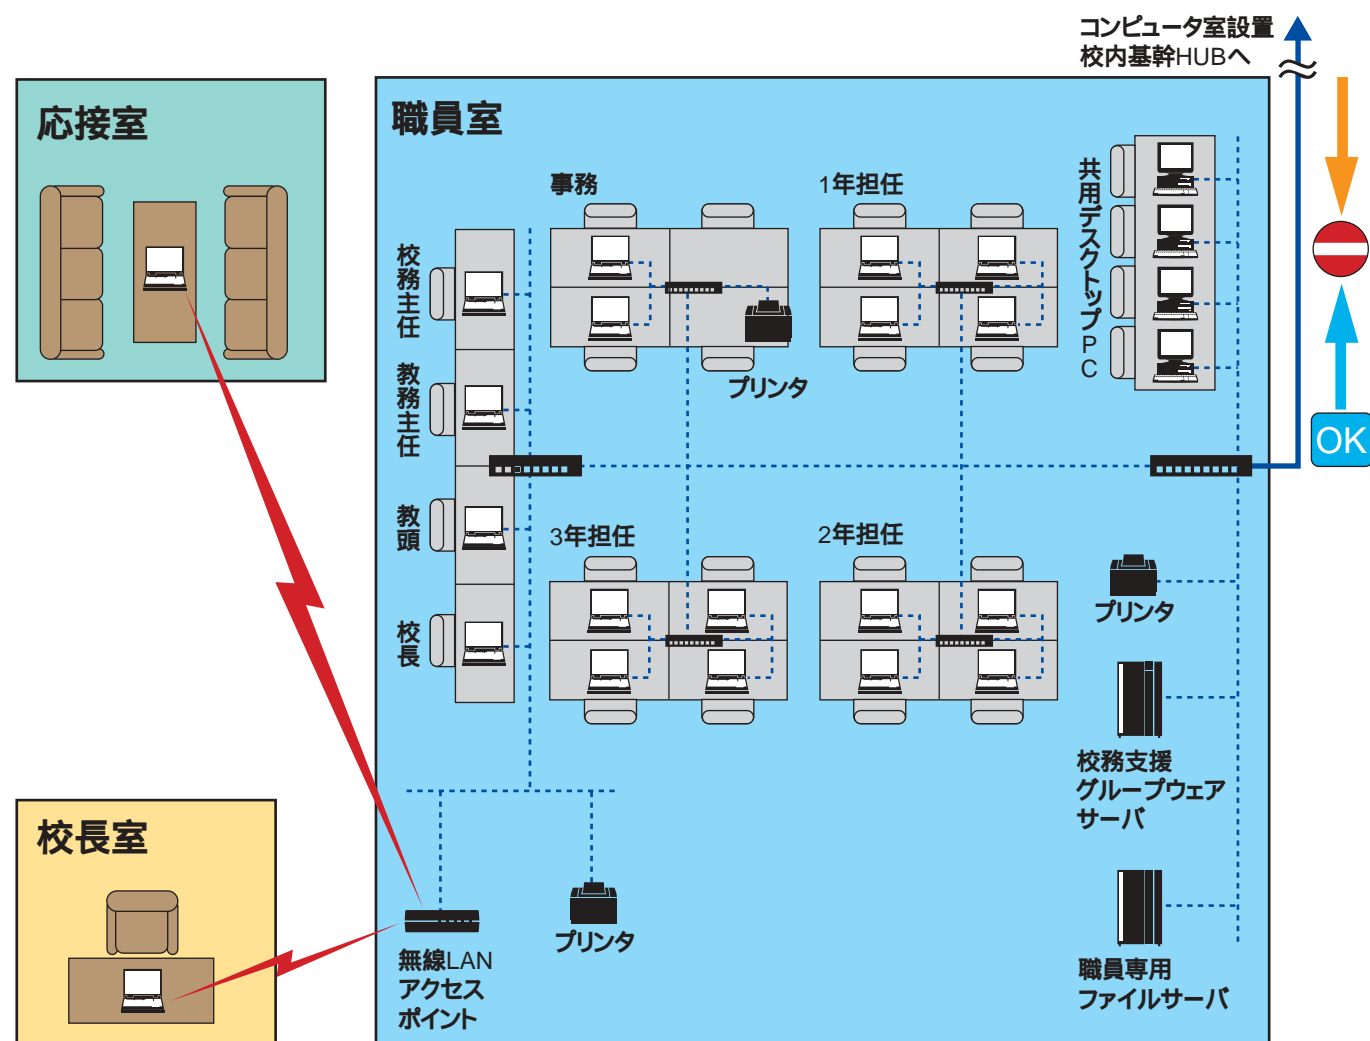 コンピュータ室設置
校内基幹HUBへ
応接室
職員室
事務
1年担任
共用デスクトップPC
校務主任
教務主任
プリンタ
OK
教頭
3年担任
2年担任
校長
プリンタ
校務支援
グループウェア
サーバ
校長室
プリンタ
無線LAN
アクセス
ポイント
職員専用
ファイルサーバ